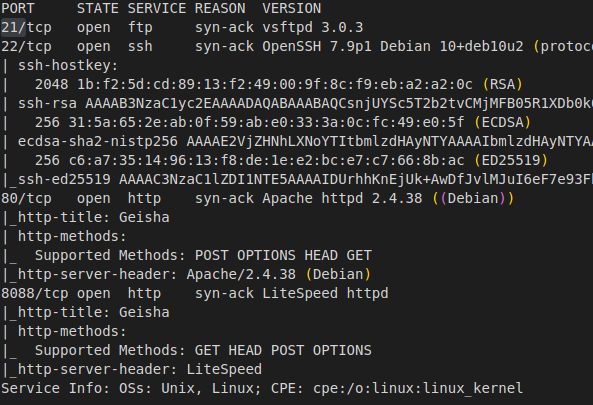 PORT     STATE SERVICE REASON  VERSION
21/tcp   open  ftp     syn-ack vsftpd 3.0.3
22/tcp   open  ssh     syn-ack OpenSSH 7.9p1 Debian 10+deb10u2 (protoc
| ssh-hostkey:
|   2048 1b:f2:5d:cd:89:13:f2:49:00:9f:8c:f9:eb:a2:a2:0c (RSA)
| ssh-rsa AAAAB3NzaC1yc2EAAAADAQABAAABAQCsnjUYSc5T2b2tvCMjMFB05R1XDb0k
|   256 31:5a:65:2e:ab:0f:59:ab:e0:33:3a:0c:fc:49:e0:5f (ECDSA)
| ecdsa-sha2-nistp256 AAAAE2VjZHNhLXNoYTItbmlzdHAyNTYAAAAIbmlzdHAyNTYA
|   256 c6:a7:35:14:96:13:f8:de:1e:e2:bc:e7:c7:66:8b:ac (ED25519)
|_ssh-ed25519 AAAAC3NzaC1lZDI1NTE5AAAAIDUrhhKnEjUk+AwDfJvlMJuI6eF7e93F
80/tcp   open  http    syn-ack Apache httpd 2.4.38 ((Debian))
|_http-title: Geisha
| http-methods:
|_  Supported Methods: POST OPTIONS HEAD GET
|_http-server-header: Apache/2.4.38 (Debian)
8088/tcp open  http    syn-ack LiteSpeed httpd
|_http-title: Geisha
| http-methods:
|_  Supported Methods: GET HEAD POST OPTIONS
|_http-server-header: LiteSpeed
Service Info: OSs: Unix, Linux; CPE: cpe:/o:linux:linux_kernel